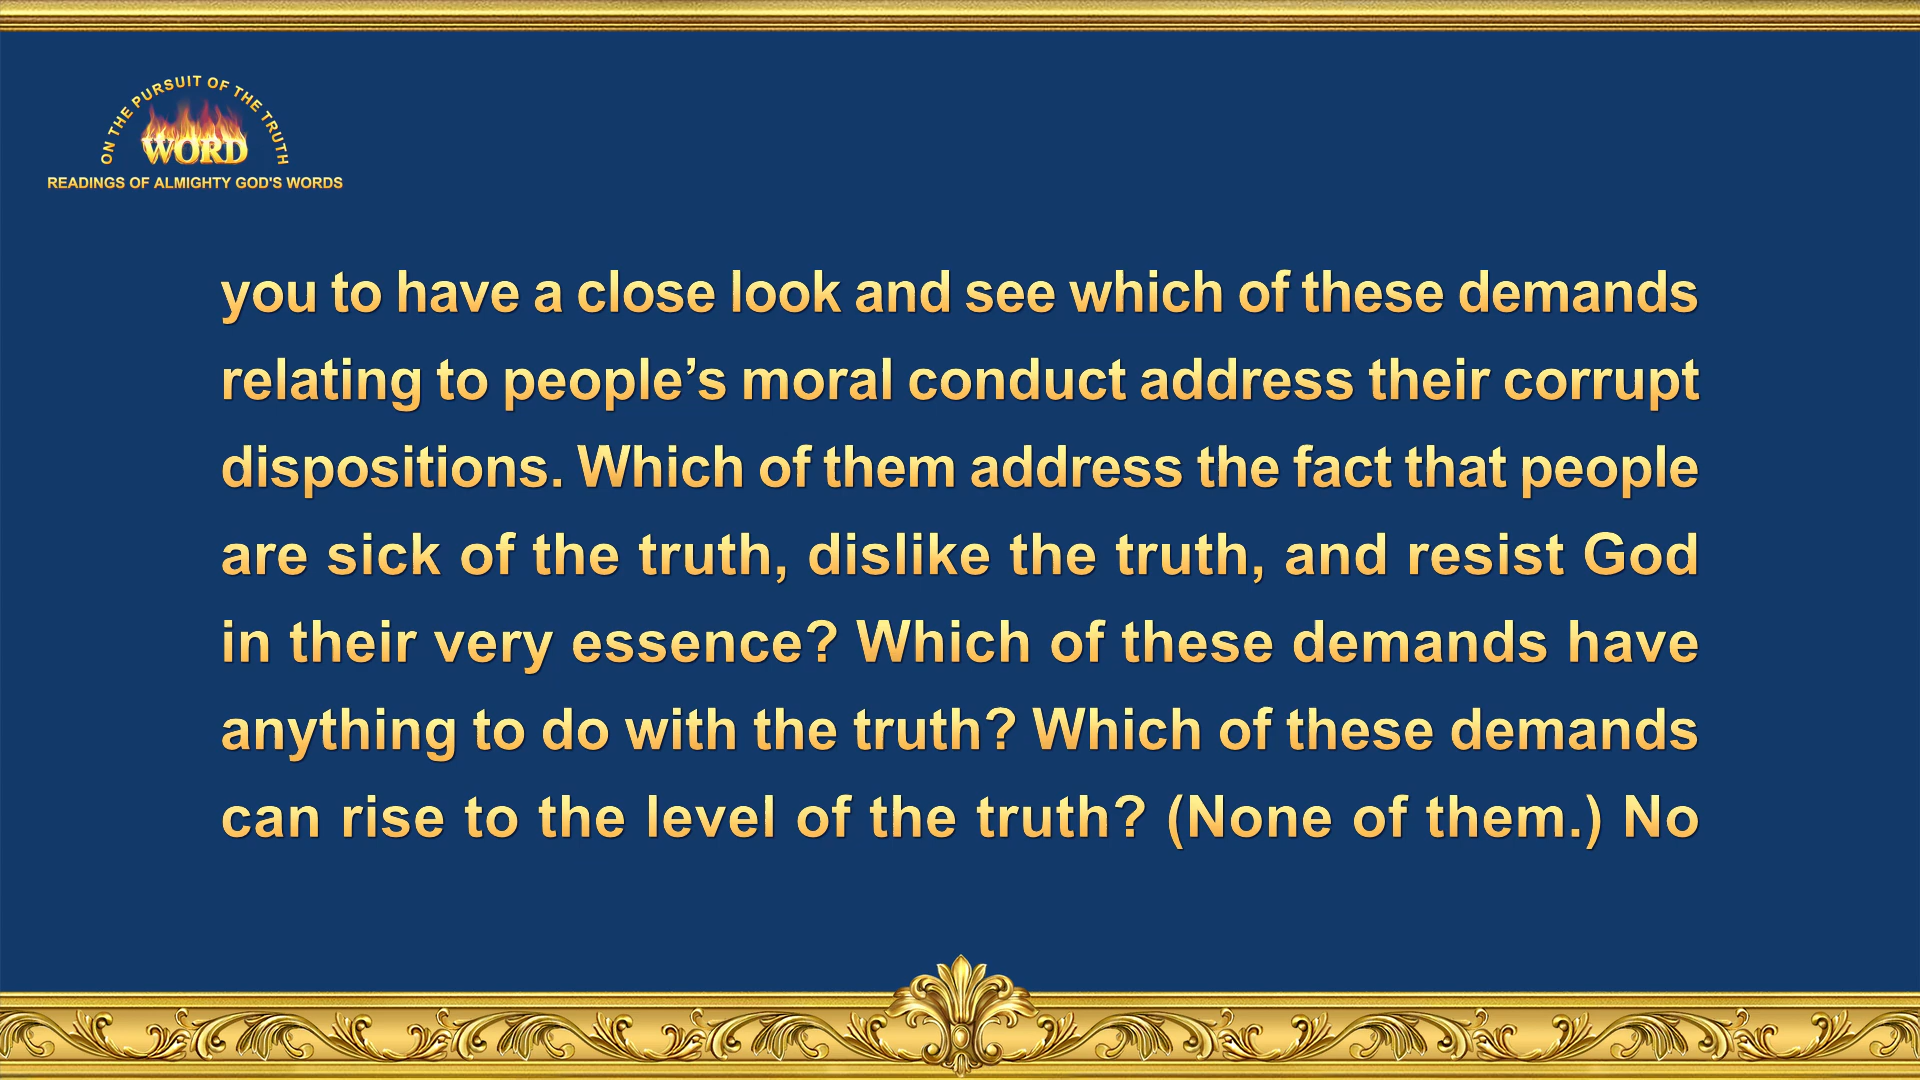 ON THE PURSUIT OF THE TRUTH
WORD
READINGS OF ALMIGHTY GOD'S WORDS
you to have a close look and see which of these demands
relating to people’s moral conduct address their corrupt
dispositions. Which of them address the fact that people
are sick of the truth, dislike the truth, and resist God
in their very essence? Which of these demands have
anything to do with the truth? Which of these demands
can rise to the level of the truth? (None of them.) No